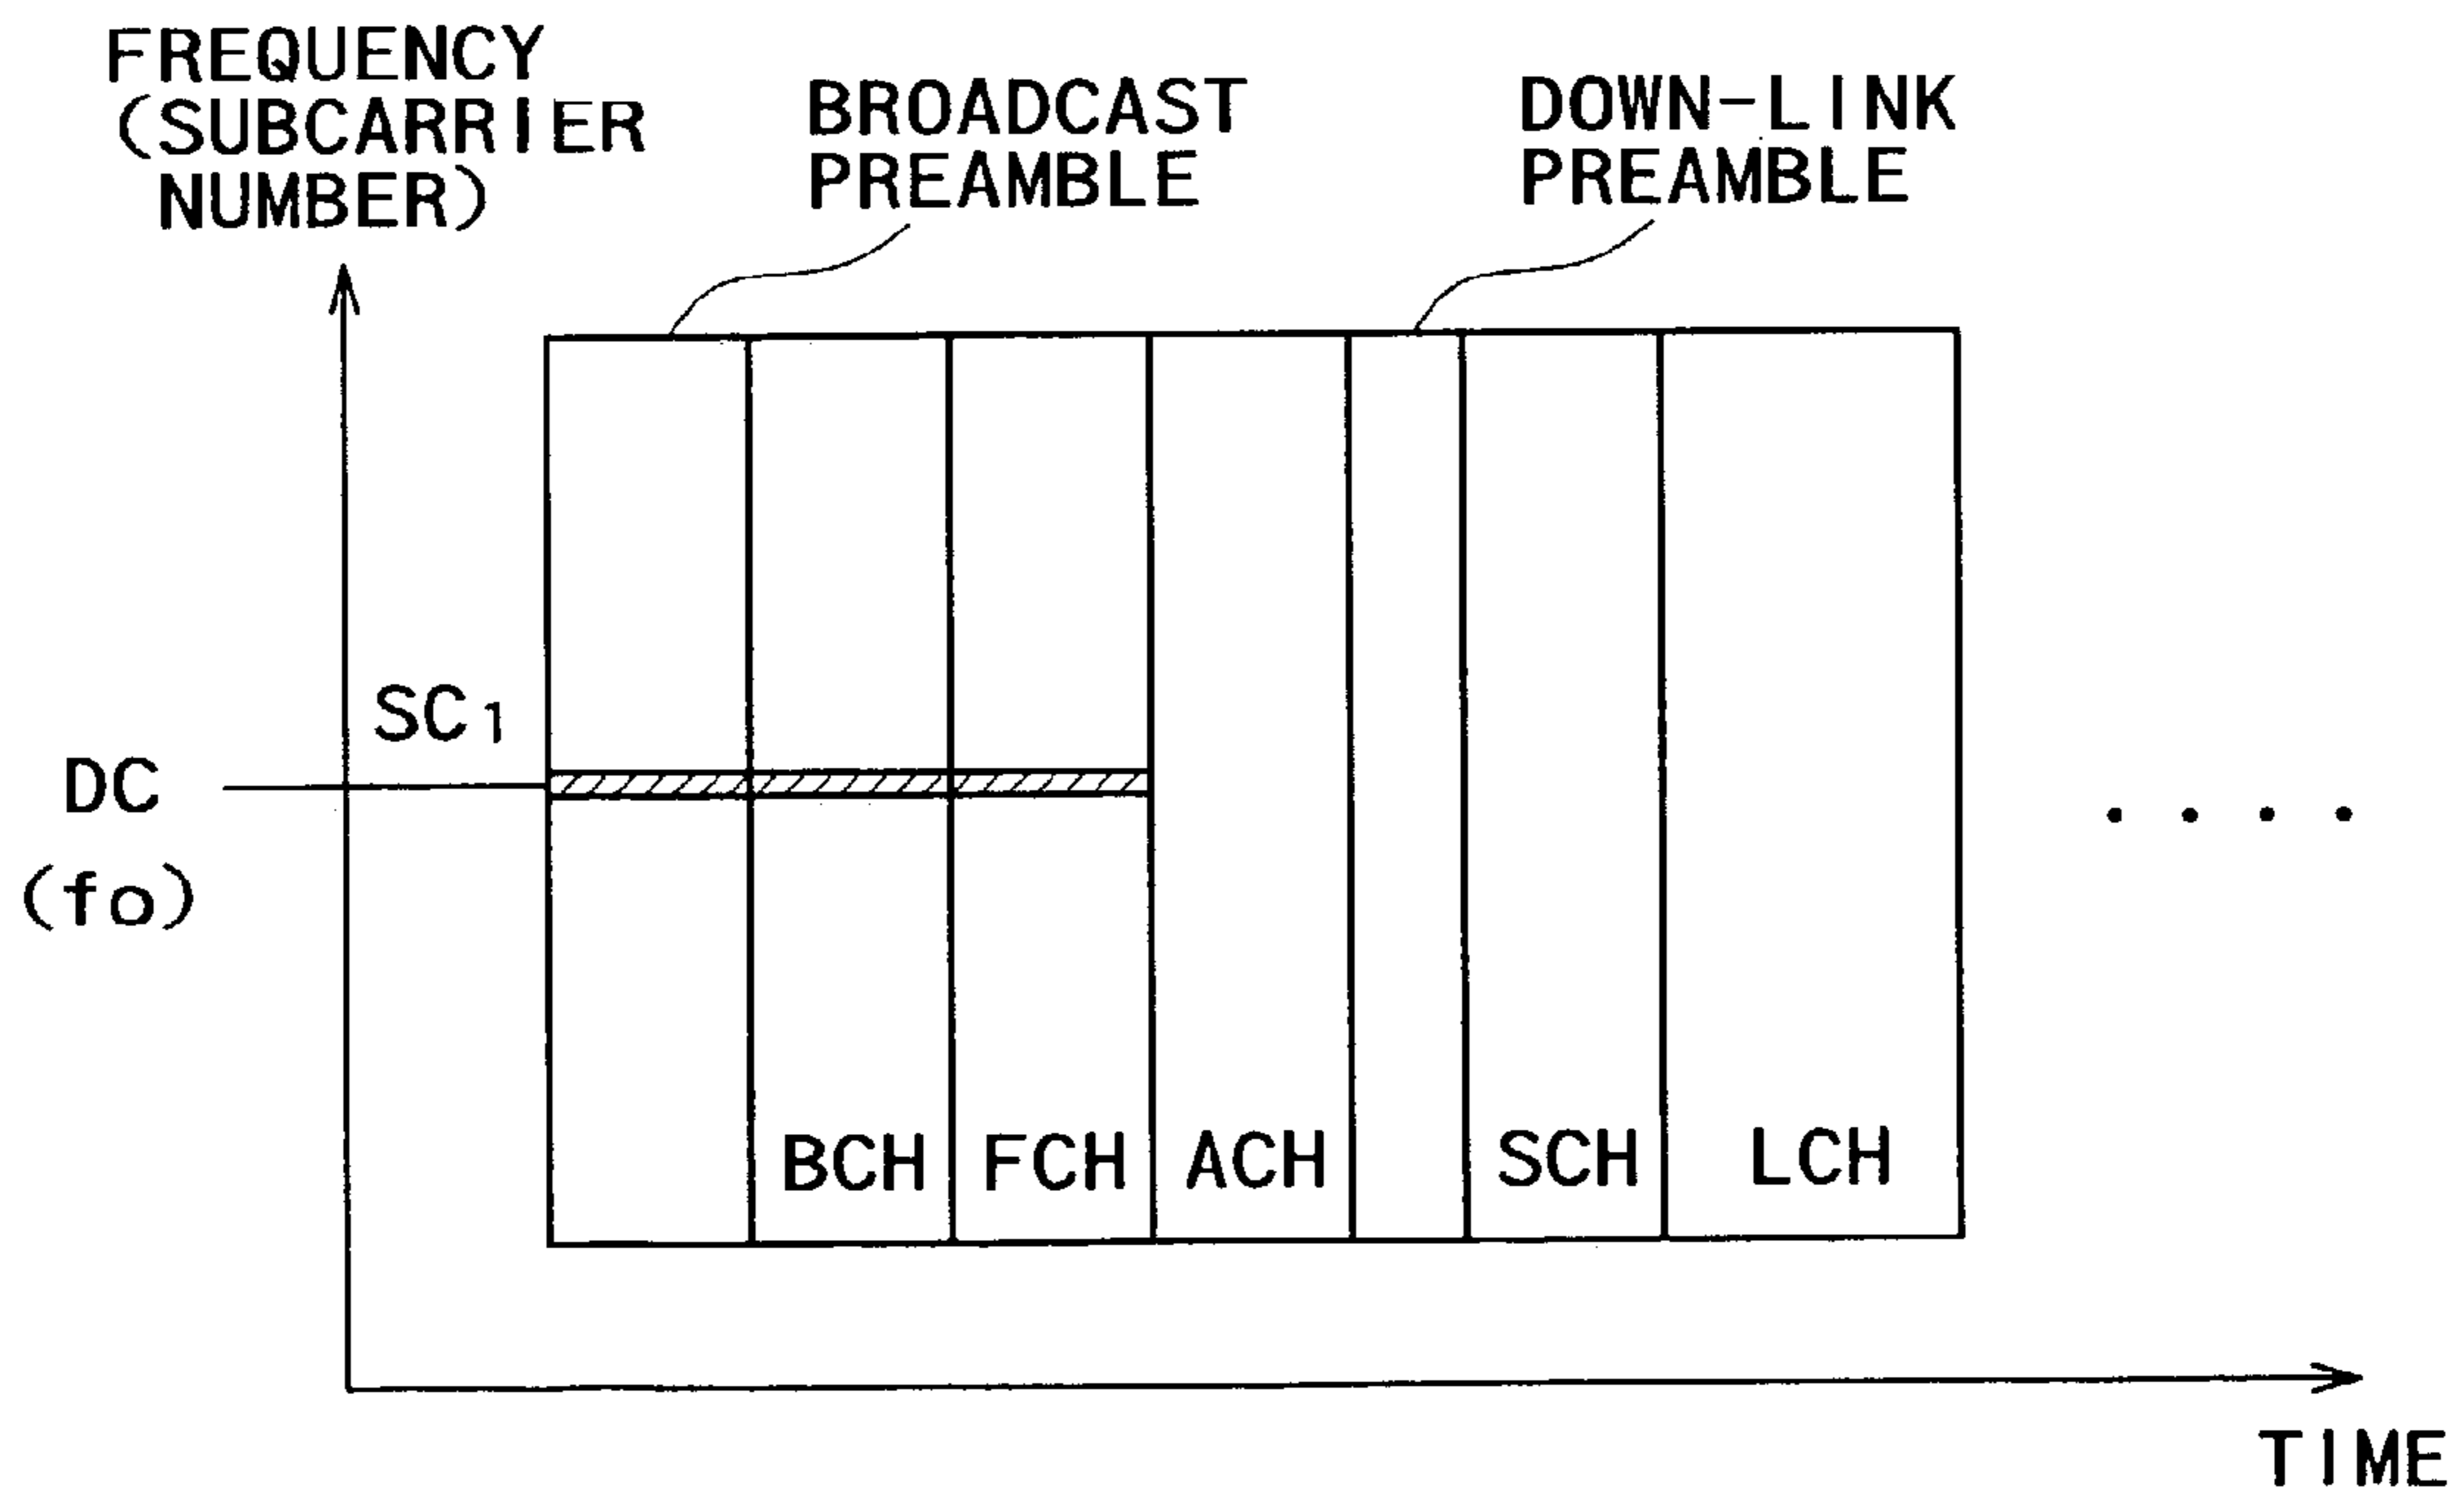 FREQUENCY
(SUBCARRIER
NUMBER)
BROADCAST
PREAMBLE
DOWN-LINK
PREAMBLE
SC1
DC
(fo)
BCH
FCH
ACH
SCH
LCH
TIME